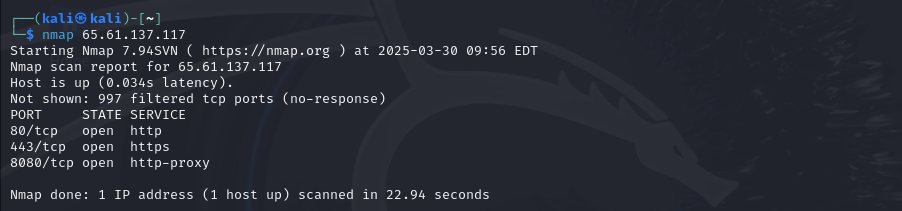 ┌──(kali㉿kali)-[~]
└─$ nmap 65.61.137.117
Starting Nmap 7.94SVN ( https://nmap.org ) at 2025-03-30 09:56 EDT
Nmap scan report for 65.61.137.117
Host is up (0.034s latency).
Not shown: 997 filtered tcp ports (no-response)
PORT     STATE SERVICE
80/tcp   open  http
443/tcp  open  https
8080/tcp open  http-proxy
Nmap done: 1 IP address (1 host up) scanned in 22.94 seconds